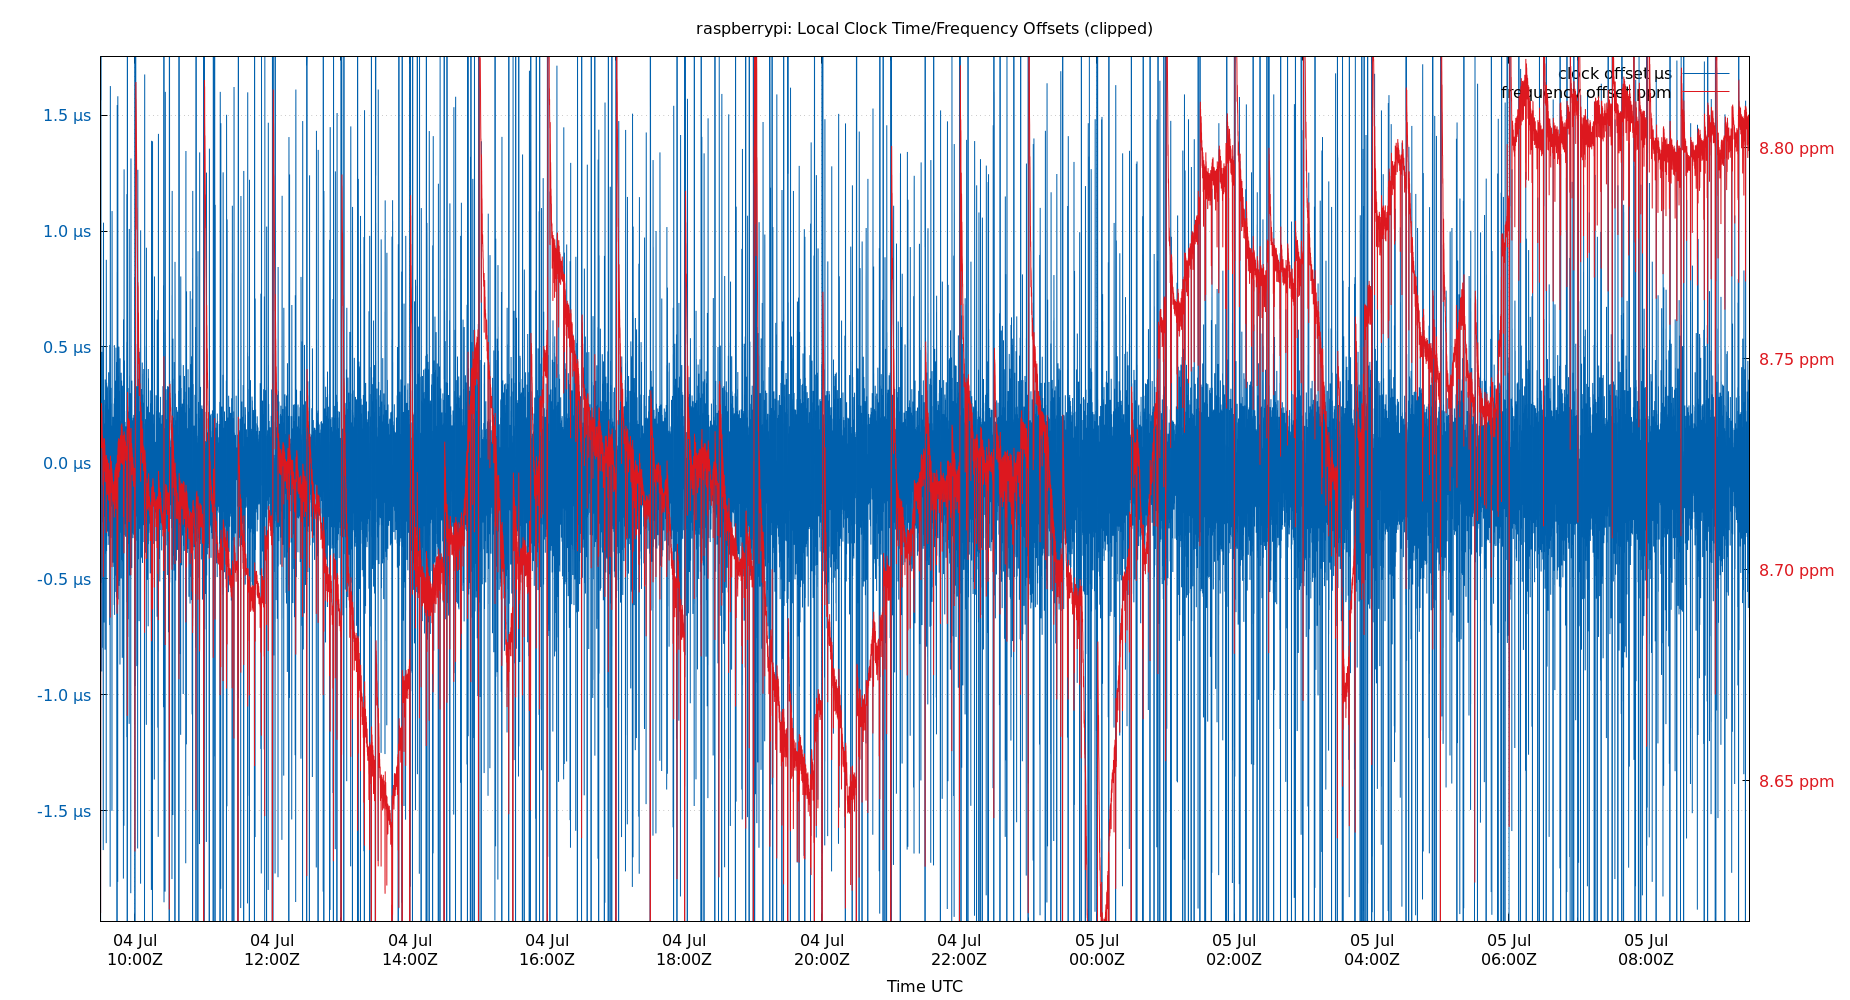 raspberrypi: Local Clock Time/Frequency Offsets (clipped)
clock offset µs
frequency offset ppm
1.5 µs
1.0 µs
0.5 µs
0.0 µs
-0.5 µs
-1.0 µs
-1.5 µs
8.80 ppm
8.75 ppm
8.70 ppm
8.65 ppm
04 Jul
10:00Z
04 Jul
12:00Z
04 Jul
14:00Z
04 Jul
16:00Z
04 Jul
18:00Z
04 Jul
20:00Z
04 Jul
22:00Z
05 Jul
00:00Z
05 Jul
02:00Z
05 Jul
04:00Z
05 Jul
06:00Z
05 Jul
08:00Z
Time UTC